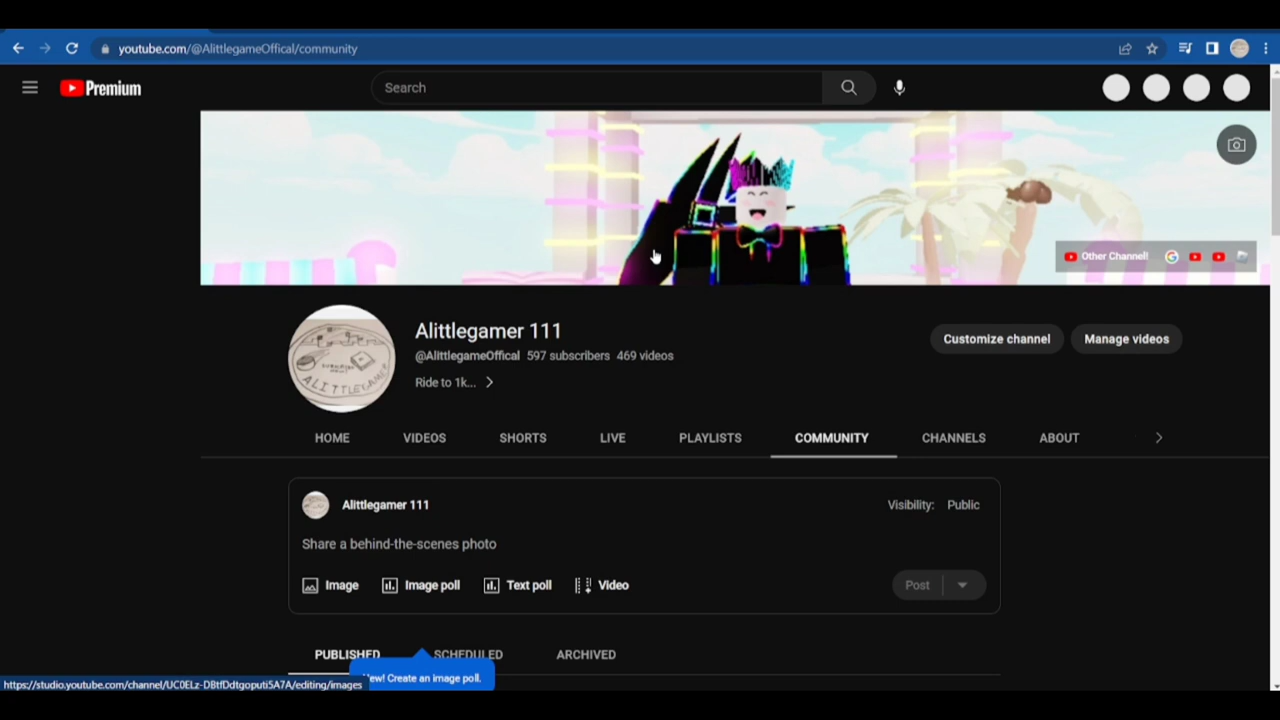 youtube.com/@AlittlegameOffical/community
Premium
Search
Other Channel!
Alittlegamer 111
@AlittlegameOffical 597 subscribers 469 videos
Ride to 1k...
Customize channel
Manage videos
HOME VIDEOS SHORTS LIVE PLAYLISTS COMMUNITY CHANNELS ABOUT
Alittlegamer 111
Visibility: Public
Share a behind-the-scenes photo
Image Image poll Text poll Video
Post
PUBLISHED SCHEDULED ARCHIVED
New! Create an image poll.
https://studio.youtube.com/channel/UC0ELz-DBtfDdtgoputi5A7A/editing/images